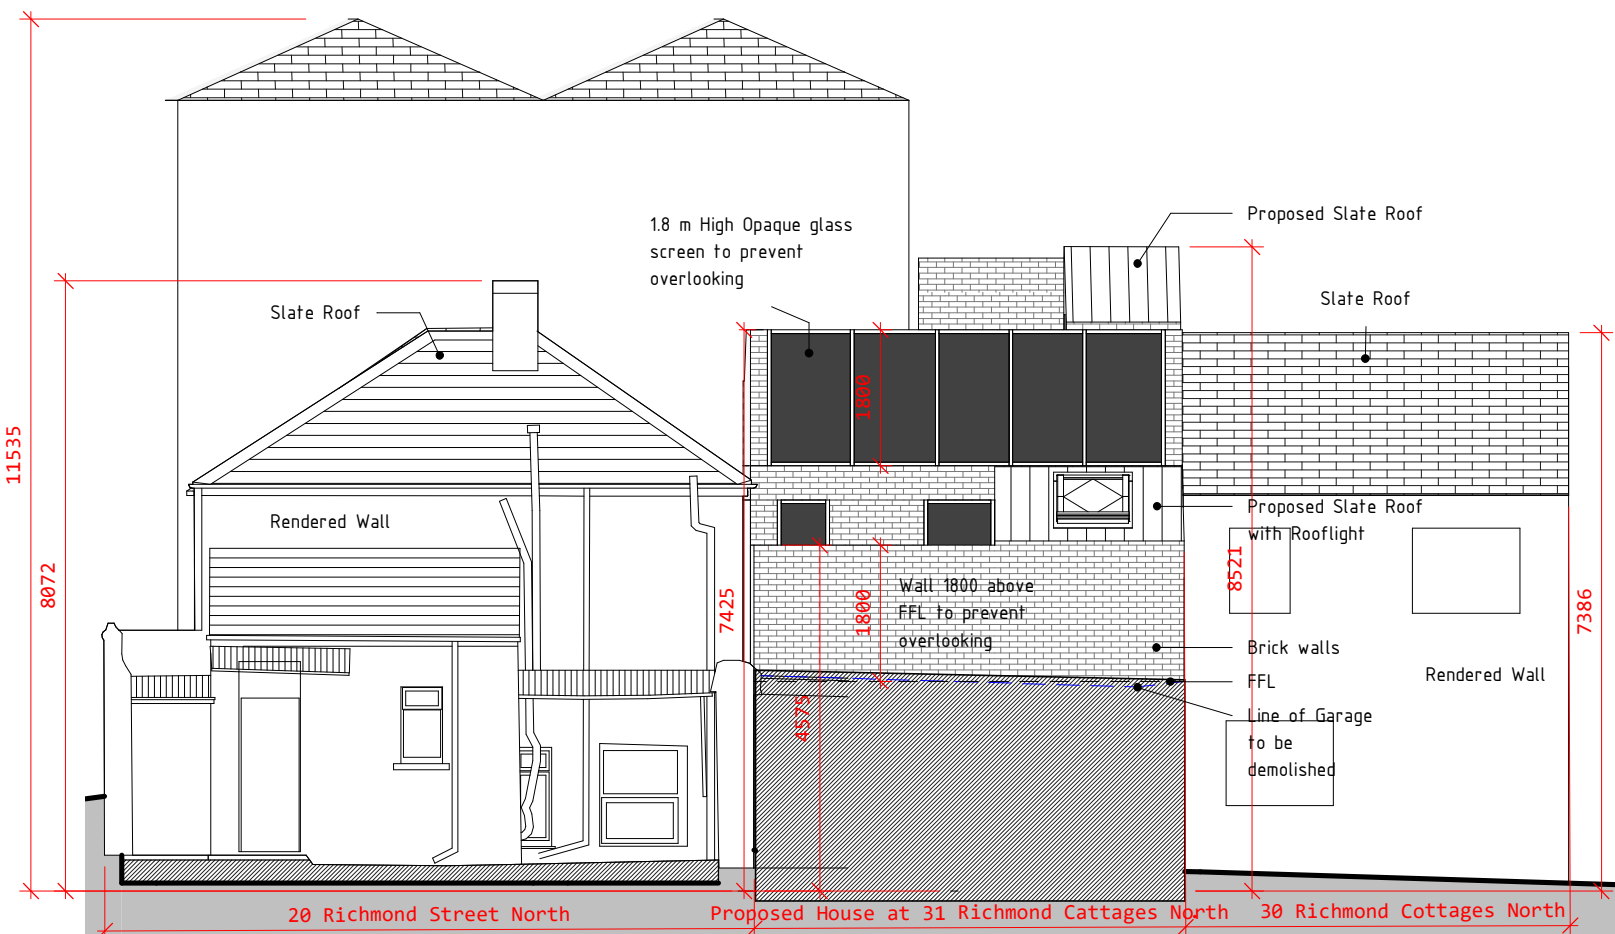 1.8 m High Opaque glass
screen to prevent
overlooking
Proposed Slate Roof
Slate Roof
Slate Roof
11535
8072
Rendered Wall
7425
1800
1800
4575
Wall 1800 above
FFL to prevent
overlooking
Proposed Slate Roof
with Rooflight
8521
7386
Brick walls
FFL
Line of Garage
to be
demolished
Rendered Wall
20 Richmond Street North
Proposed House at 31 Richmond Cattages North
30 Richmond Cottages North